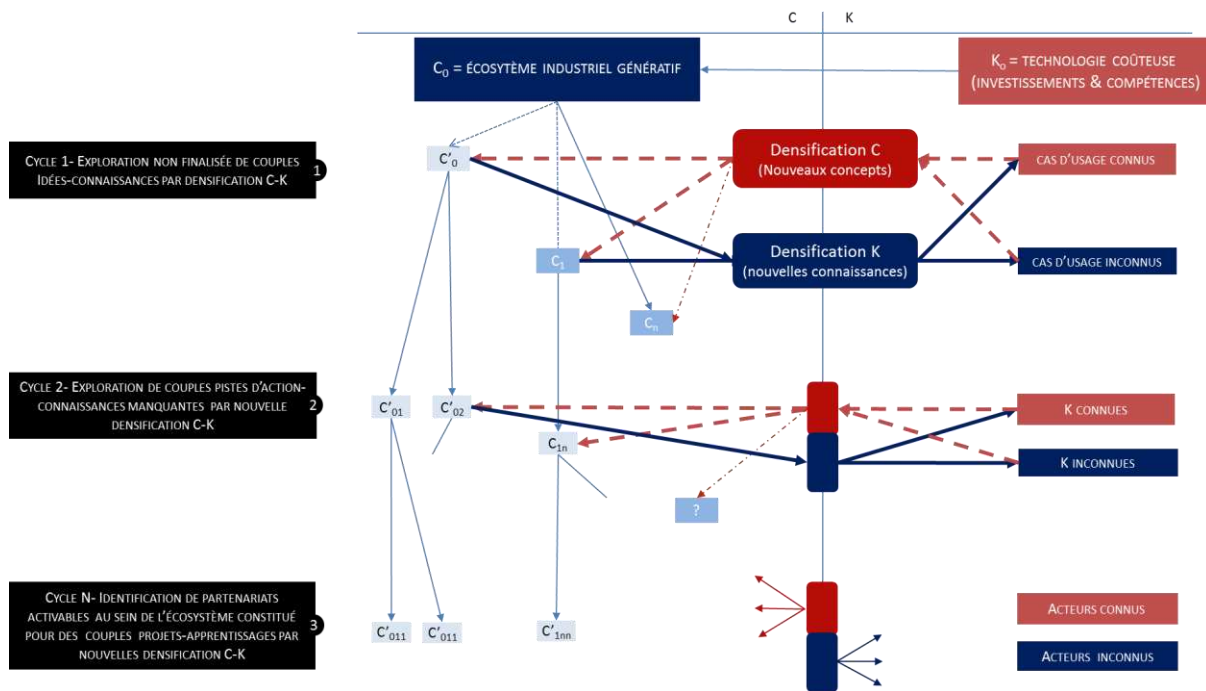 C K
C₀ = ÉCOSYTÈME INDUSTRIEL GÉNÉRATIF
K₀ = TECHNOLOGIE COÛTEUSE
(INVESTISSEMENTS & COMPÉTENCES)
CYCLE 1- EXPLORATION NON FINALISÉE DE COUPLES
IDÉES-CONNAISSANCES PAR DENSIFICATION C-K
1
C'₀
Densification C
(Nouveaux concepts)
CAS D'USAGE CONNUS
C₁
Densification K
(nouvelles connaissances)
CAS D'USAGE INCONNUS
Cₙ
CYCLE 2- EXPLORATION DE COUPLES PISTES D'ACTION-
CONNAISSANCES MANQUANTES PAR NOUVELLE
DENSIFICATION C-K
2
C'₀₁
C'₀₂
K CONNUES
C₁ₙ
K INCONNUES
?
CYCLE N- IDENTIFICATION DE PARTENARIATS
ACTIVABLES AU SEIN DE L'ÉCOSYSTÈME CONSTITUÉ
POUR DES COUPLES PROJETS-APPRENTISSAGES PAR
NOUVELLES DENSIFICATION C-K
3
C'₀₁₁
C'₀₁₁
C'₁ₙₙ
ACTEURS CONNUS
ACTEURS INCONNUS